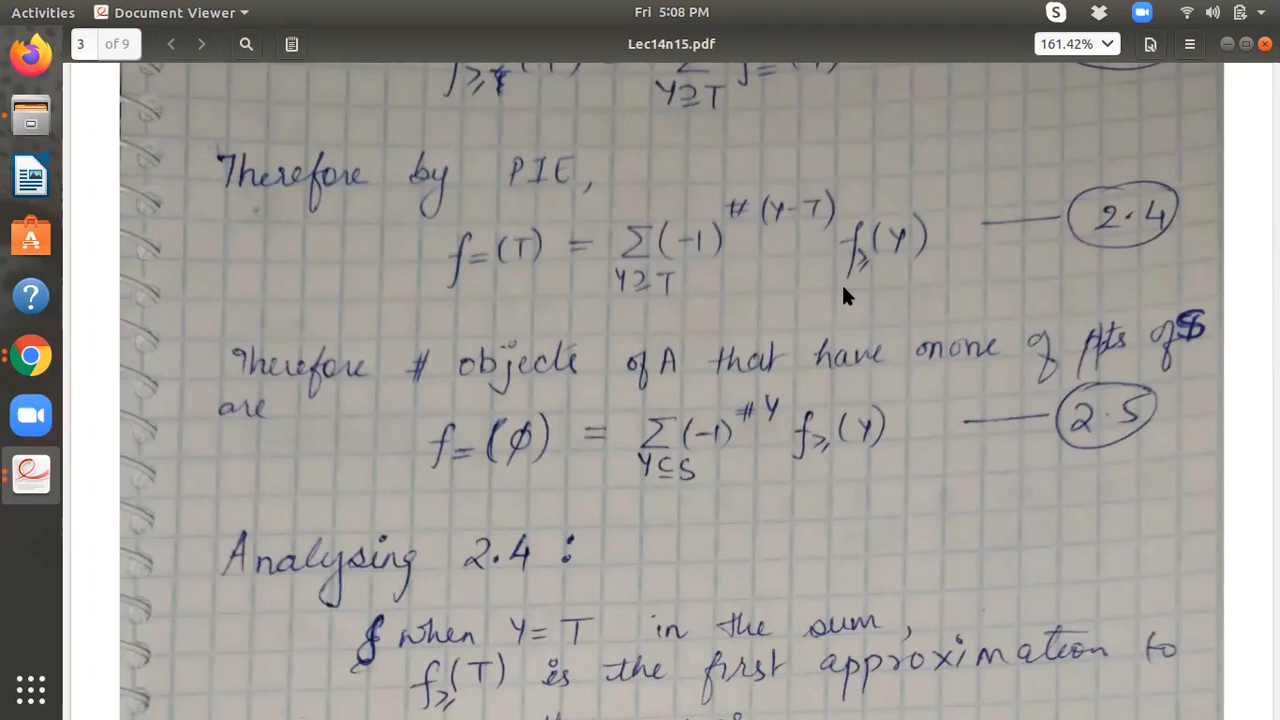 Activities Document Viewer Fri 5:08 PM
3 of 9 Lec14n15.pdf 161.42%
Y⊇T
Therefore by PIE,
f=(T) = Σ(-1)^#(Y-T) f≥(Y) — 2.4
Y⊇T
Therefore # objects of A that have onone of ppts of S
are
f=(φ) = Σ(-1)^#Y f≥(Y) — 2.5
Y⊆S
Analysing 2.4 :
when Y=T in the sum,
f≥(T) is the first approximation to